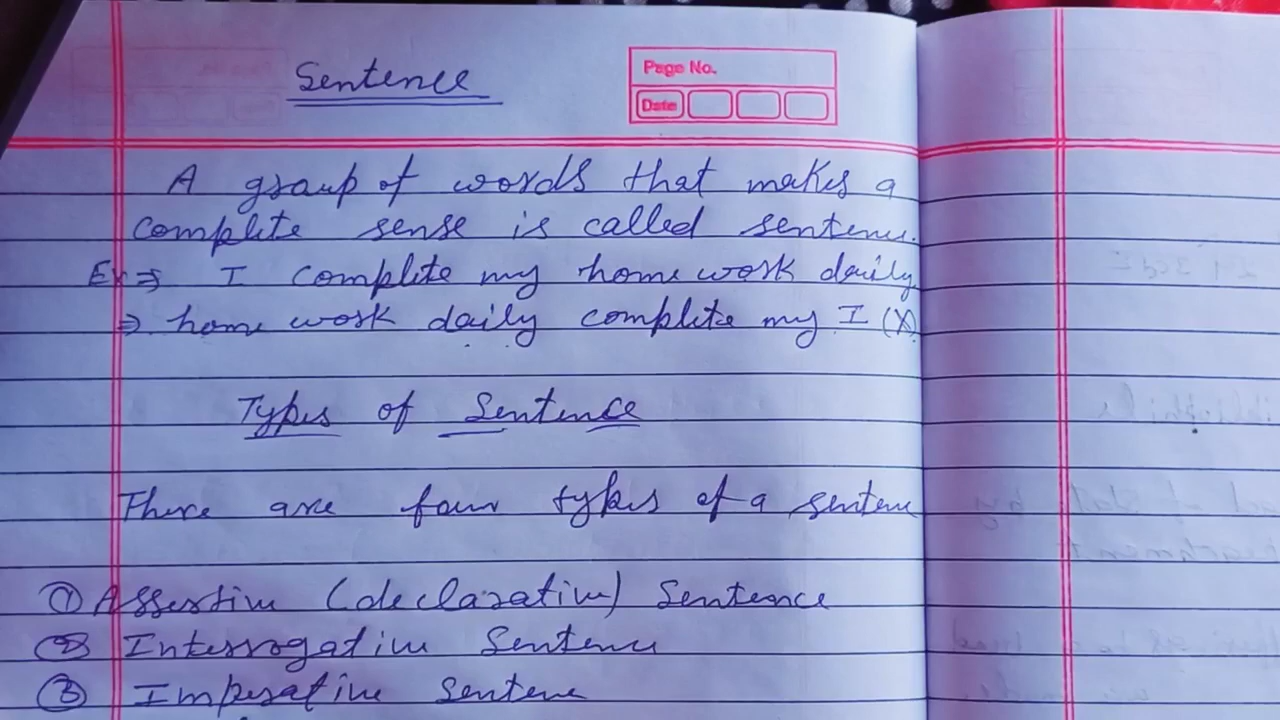 Sentence
Page No.
Date
A group of words that makes a
complete sense is called sentence.
Ex ⇒ I complete my home work daily
⇒ home work daily complete my I (X)
Types of Sentence
There are four types of a sentence
① Assertive (declarative) Sentence
② Interrogative Sentence
③ Imperative sentence